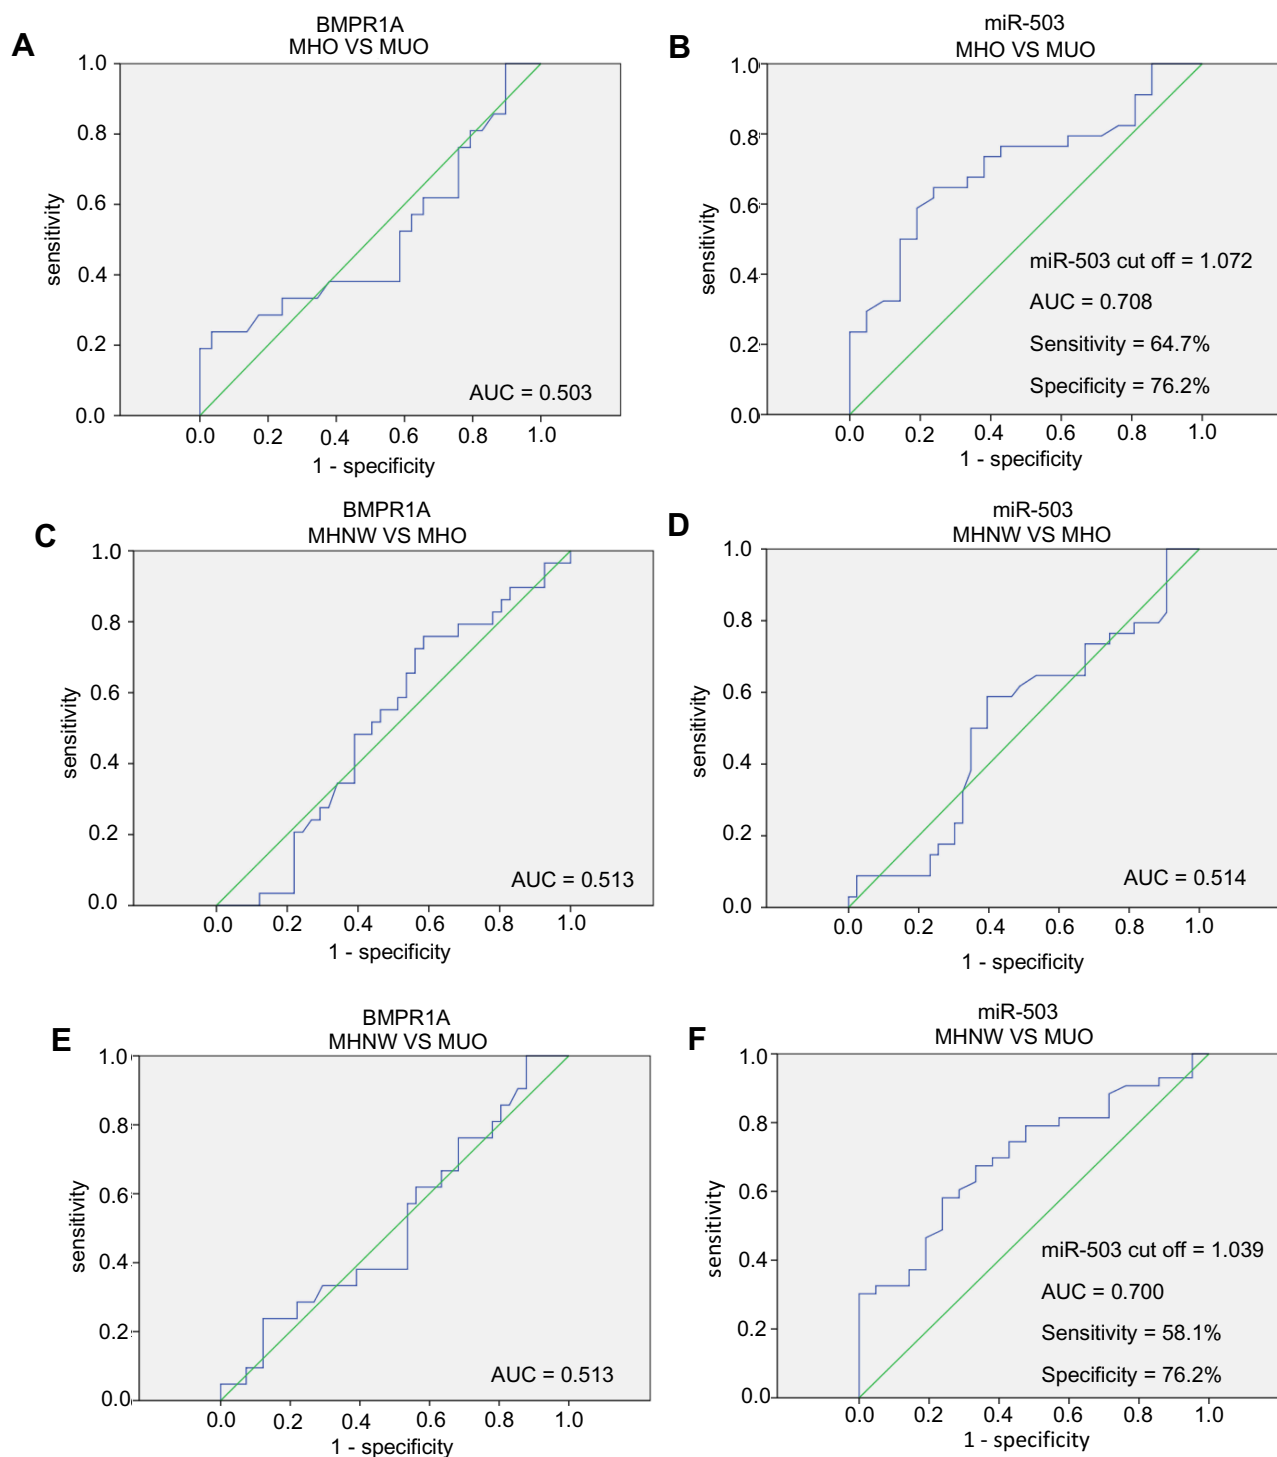 A
BMPR1A
MHO VS MUO
1.0
0.8
0.6
0.4
0.2
0.0
sensitivity
AUC = 0.503
0.0 0.2 0.4 0.6 0.8 1.0
1 - specificity
B
miR-503
MHO VS MUO
1.0
0.8
0.6
0.4
0.2
0.0
sensitivity
miR-503 cut off = 1.072
AUC = 0.708
Sensitivity = 64.7%
Specificity = 76.2%
0.0 0.2 0.4 0.6 0.8 1.0
1 - specificity
C
BMPR1A
MHNW VS MHO
1.0
0.8
0.6
0.4
0.2
0.0
sensitivity
AUC = 0.513
0.0 0.2 0.4 0.6 0.8 1.0
1 - specificity
D
miR-503
MHNW VS MHO
1.0
0.8
0.6
0.4
0.2
0.0
sensitivity
AUC = 0.514
0.0 0.2 0.4 0.6 0.8 1.0
1 - specificity
E
BMPR1A
MHNW VS MUO
1.0
0.8
0.6
0.4
0.2
0.0
sensitivity
AUC = 0.513
0.0 0.2 0.4 0.6 0.8 1.0
1 - specificity
F
miR-503
MHNW VS MUO
1.0
0.8
0.6
0.4
0.2
0.0
sensitivity
miR-503 cut off = 1.039
AUC = 0.700
Sensitivity = 58.1%
Specificity = 76.2%
0.0 0.2 0.4 0.6 0.8 1.0
1 - specificity